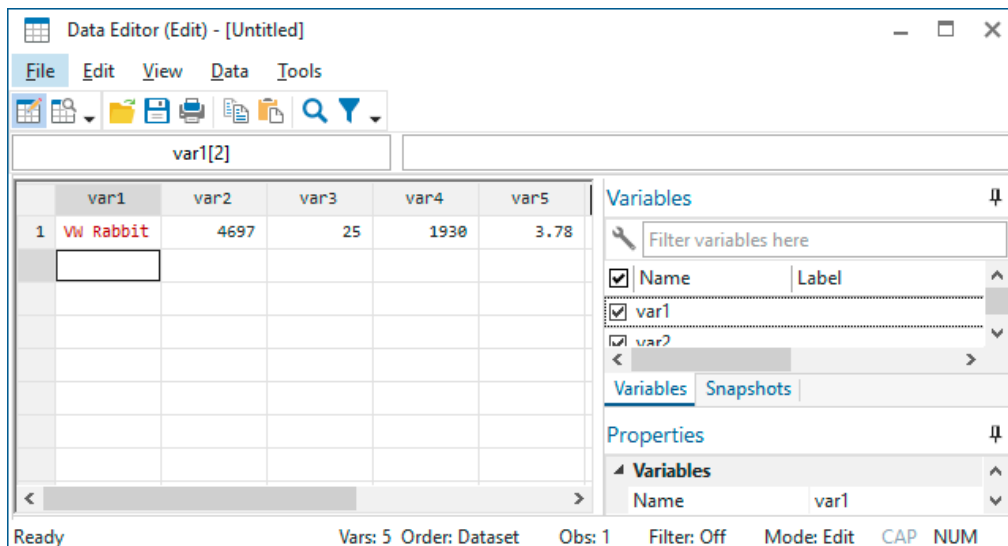 Data Editor (Edit) - [Untitled]
File Edit View Data Tools
var1[2]
var1 var2 var3 var4 var5
1 VW Rabbit 4697 25 1930 3.78
Variables
Filter variables here
Name Label
var1
var2
Variables Snapshots
Properties
Variables
Name var1
Ready Vars: 5 Order: Dataset Obs: 1 Filter: Off Mode: Edit CAP NUM